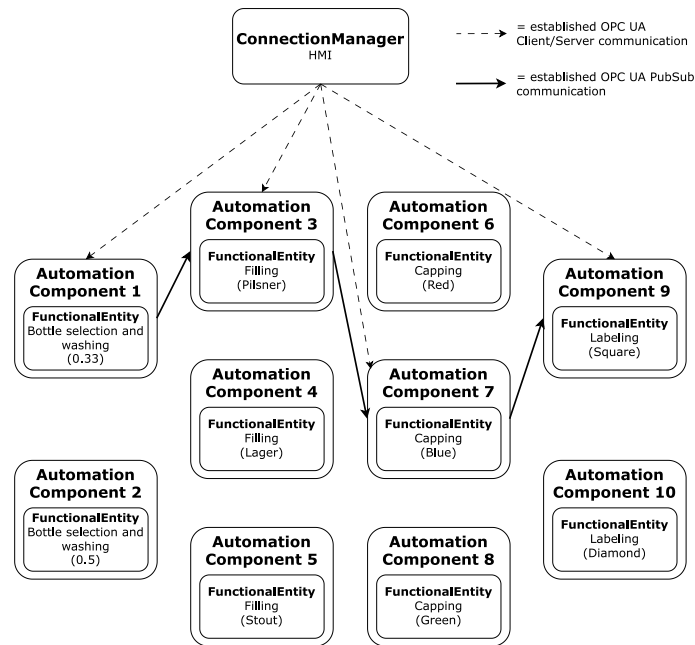 ConnectionManager
HMI
= established OPC UA
Client/Server communication
= established OPC UA PubSub
communication
Automation
Component 1
FunctionalEntity
Bottle selection and
washing
(0.33)
Automation
Component 2
FunctionalEntity
Bottle selection and
washing
(0.5)
Automation
Component 3
FunctionalEntity
Filling
(Pilsner)
Automation
Component 4
FunctionalEntity
Filling
(Lager)
Automation
Component 5
FunctionalEntity
Filling
(Stout)
Automation
Component 6
FunctionalEntity
Capping
(Red)
Automation
Component 7
FunctionalEntity
Capping
(Blue)
Automation
Component 8
FunctionalEntity
Capping
(Green)
Automation
Component 9
FunctionalEntity
Labeling
(Square)
Automation
Component 10
FunctionalEntity
Labeling
(Diamond)